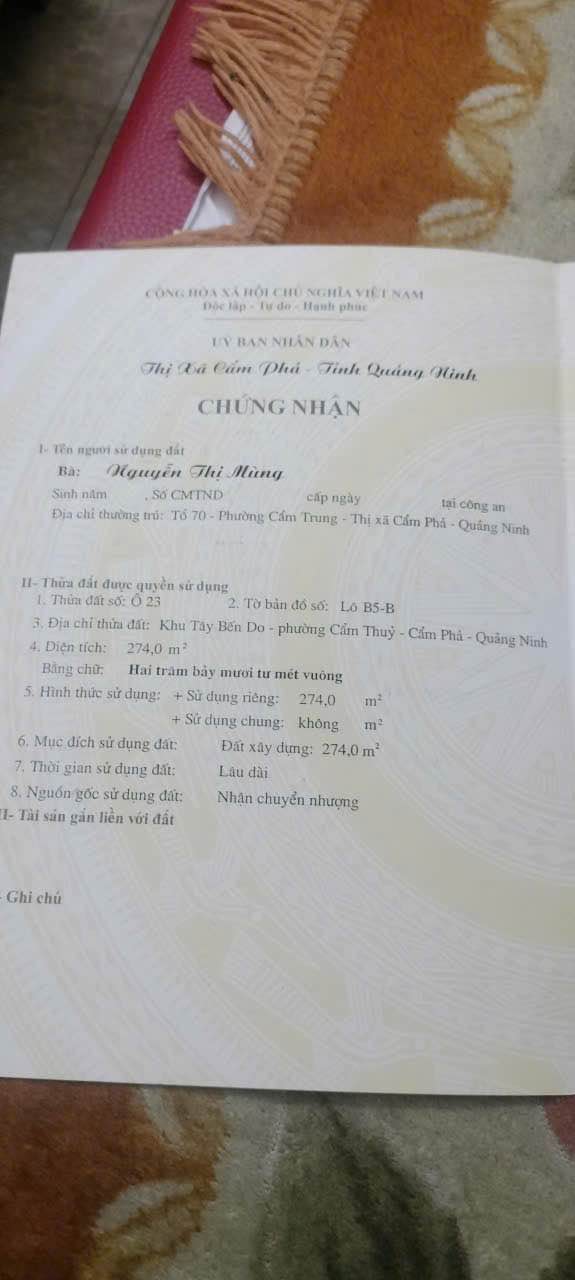 CỘNG HÒA XÃ HỘI CHỦ NGHĨA VIỆT NAM
Độc lập - Tự do - Hạnh phúc
UỶ BAN NHÂN DÂN
Thị Xã Cẩm Phả - Tỉnh Quảng Ninh
CHỨNG NHẬN
I- Tên người sử dụng đất
Bà: Nguyễn Thị Mùng
Sinh năm , Số CMTND cấp ngày tại công an
Địa chỉ thường trú: Tổ 70 - Phường Cẩm Trung - Thị xã Cẩm Phả - Quảng Ninh
II- Thửa đất được quyền sử dụng
1. Thửa đất số: Ô 23 2. Tờ bản đồ số: Lô B5-B
3. Địa chỉ thửa đất: Khu Tây Bến Do - phường Cẩm Thuỷ - Cẩm Phả - Quảng Ninh
4. Diện tích: 274,0 m²
Bằng chữ: Hai trăm bảy mươi tư mét vuông
5. Hình thức sử dụng: + Sử dụng riêng: 274,0 m²
+ Sử dụng chung: không m²
6. Mục đích sử dụng đất: Đất xây dựng: 274,0 m²
7. Thời gian sử dụng đất: Lâu dài
8. Nguồn gốc sử dụng đất: Nhận chuyển nhượng
II- Tài sản gắn liền với đất
- Ghi chú